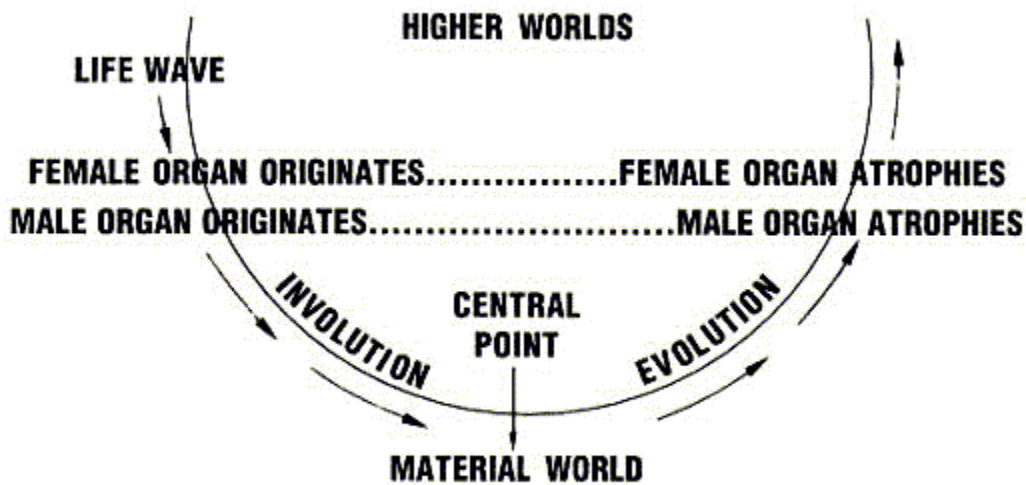 HIGHER WORLDS
LIFE WAVE
FEMALE ORGAN ORIGINATES.................FEMALE ORGAN ATROPHIES
MALE ORGAN ORIGINATES...........................MALE ORGAN ATROPHIES
INVOLUTION
CENTRAL
POINT
EVOLUTION
MATERIAL WORLD